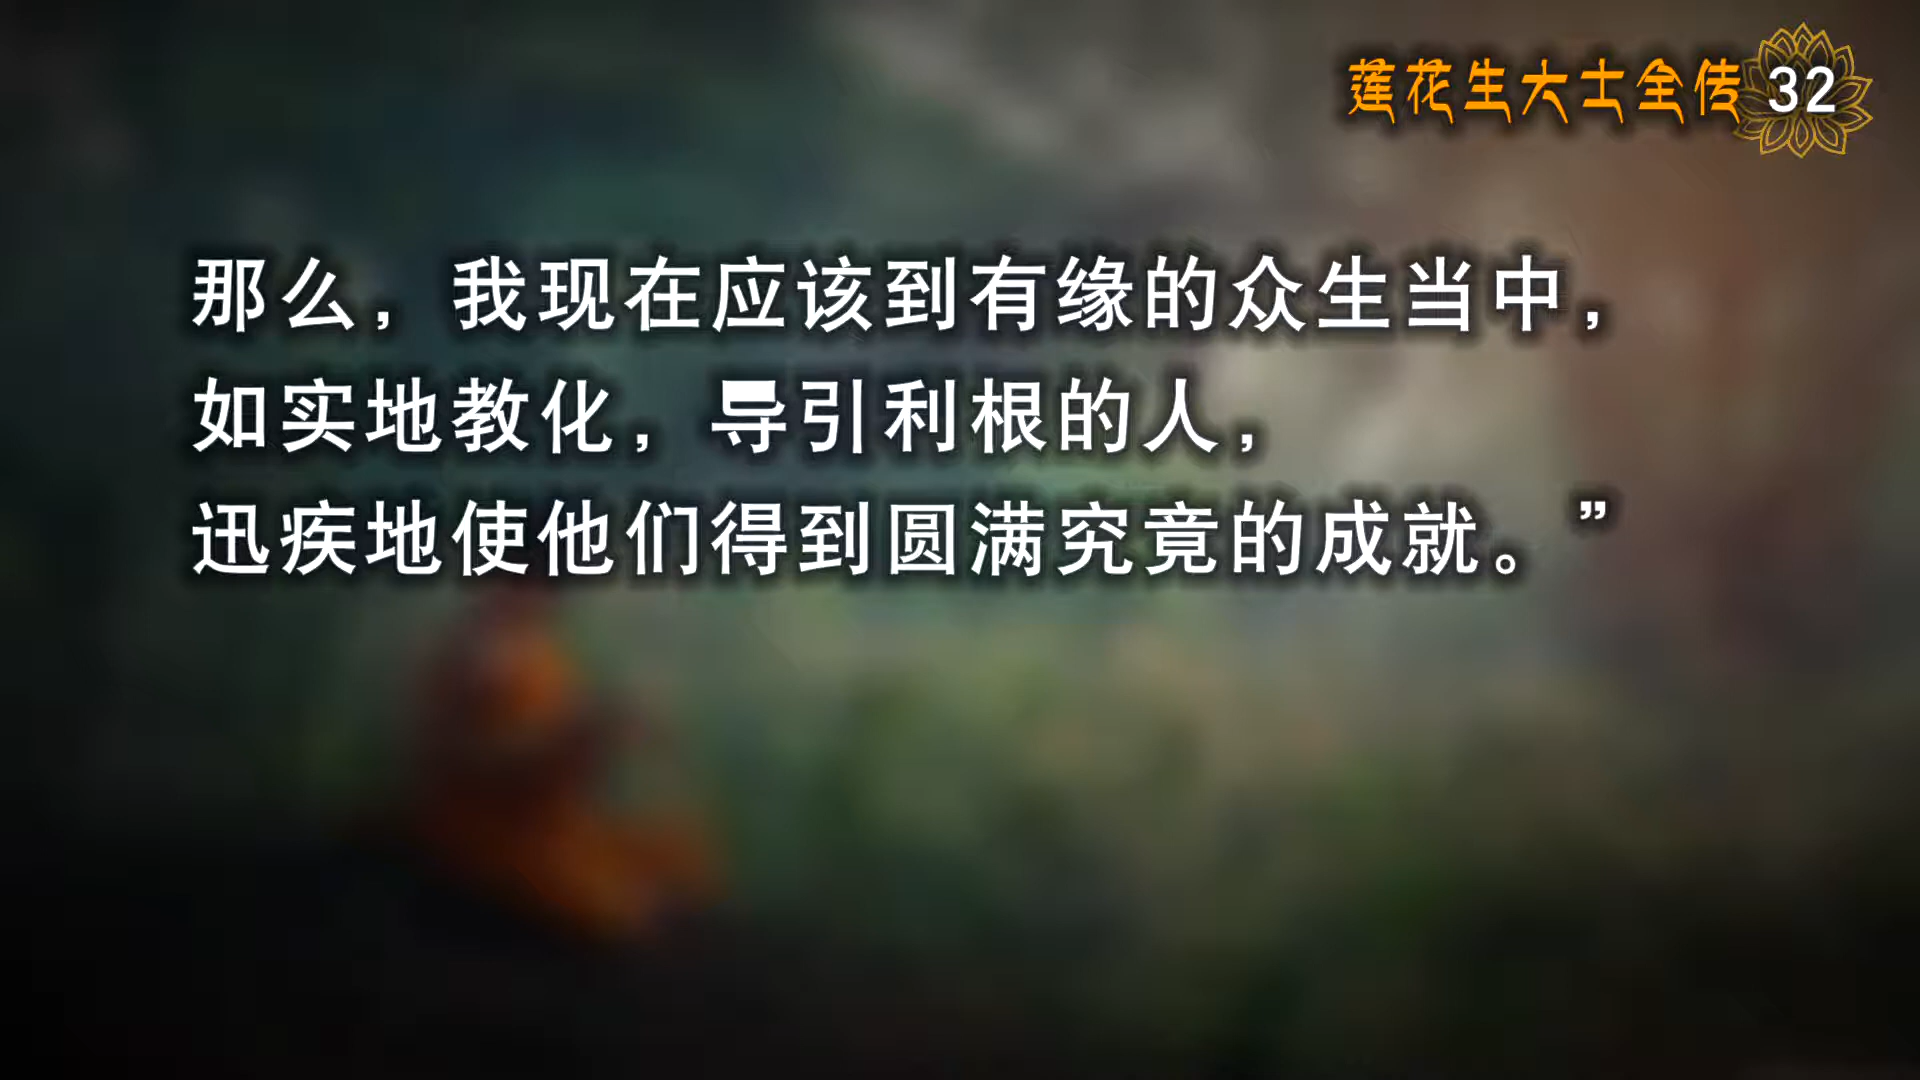 莲花生大士全传 32
那么，我现在应该到有缘的众生当中，
如实地教化，导引利根的人，
迅疾地使他们得到圆满究竟的成就。”